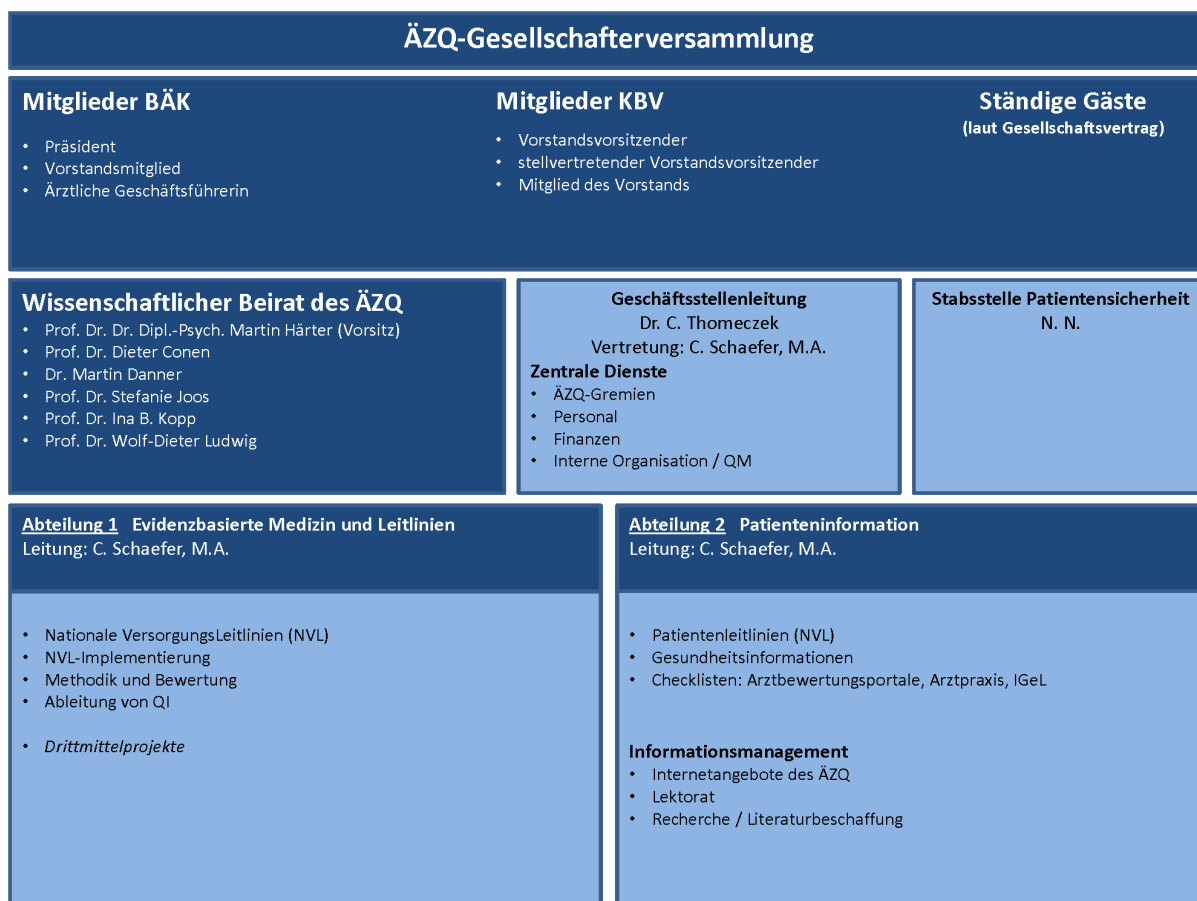 ÄZQ-Gesellschafterversammlung
Mitglieder BÄK
• Präsident
• Vorstandsmitglied
• Ärztliche Geschäftsführerin
Mitglieder KBV
• Vorstandsvorsitzender
• stellvertretender Vorstandsvorsitzender
• Mitglied des Vorstands
Ständige Gäste
(laut Gesellschaftsvertrag)
Wissenschaftlicher Beirat des ÄZQ
• Prof. Dr. Dr. Dipl.-Psych. Martin Härter (Vorsitz)
• Prof. Dr. Dieter Conen
• Dr. Martin Danner
• Prof. Dr. Stefanie Joos
• Prof. Dr. Ina B. Kopp
• Prof. Dr. Wolf-Dieter Ludwig
Geschäftsstellenleitung
Dr. C. Thomeczek
Vertretung: C. Schaefer, M.A.
Zentrale Dienste
• ÄZQ-Gremien
• Personal
• Finanzen
• Interne Organisation / QM
Stabsstelle Patientensicherheit
N. N.
Abteilung 1 Evidenzbasierte Medizin und Leitlinien
Leitung: C. Schaefer, M.A.
• Nationale VersorgungsLeitlinien (NVL)
• NVL-Implementierung
• Methodik und Bewertung
• Ableitung von QI
• Drittmittelprojekte
Abteilung 2 Patienteninformation
Leitung: C. Schaefer, M.A.
• Patientenleitlinien (NVL)
• Gesundheitsinformationen
• Checklisten: Arztbewertungsportale, Arztpraxis, IGeL
Informationsmanagement
• Internetangebote des ÄZQ
• Lektorat
• Recherche / Literaturbeschaffung